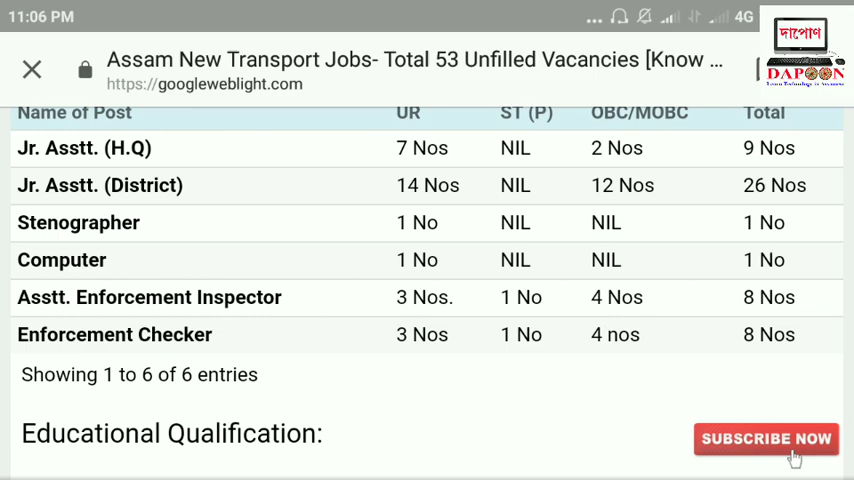 11:06 PM
4G
Assam New Transport Jobs- Total 53 Unfilled Vacancies [Know ...
https://googleweblight.com
দাপোণ
DAPOON
Name of Post UR ST (P) OBC/MOBC Total
Jr. Asstt. (H.Q) 7 Nos NIL 2 Nos 9 Nos
Jr. Asstt. (District) 14 Nos NIL 12 Nos 26 Nos
Stenographer 1 No NIL NIL 1 No
Computer 1 No NIL NIL 1 No
Asstt. Enforcement Inspector 3 Nos. 1 No 4 Nos 8 Nos
Enforcement Checker 3 Nos 1 No 4 nos 8 Nos
Showing 1 to 6 of 6 entries
Educational Qualification:
SUBSCRIBE NOW